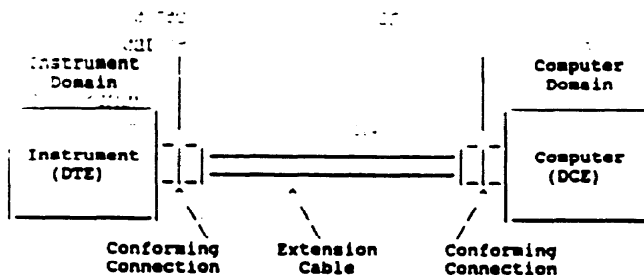 Instrument
Domain
Computer
Domain
Instrument
(DTE)
Computer
(DCE)
Conforming
Connection
Extension
Cable
Conforming
Connection